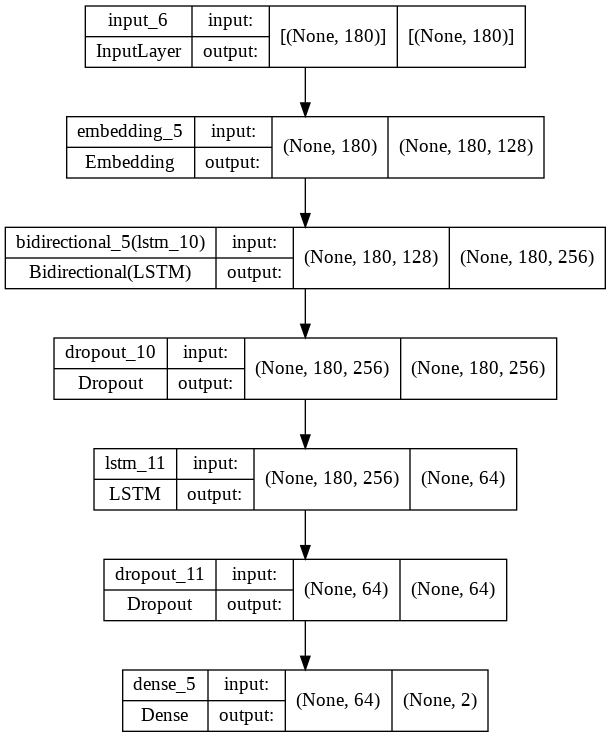 input_6 input: [(None, 180)] [(None, 180)]
InputLayer output:
embedding_5 input: (None, 180) (None, 180, 128)
Embedding output:
bidirectional_5(lstm_10) input: (None, 180, 128) (None, 180, 256)
Bidirectional(LSTM) output:
dropout_10 input: (None, 180, 256) (None, 180, 256)
Dropout output:
lstm_11 input: (None, 180, 256) (None, 64)
LSTM output:
dropout_11 input: (None, 64) (None, 64)
Dropout output:
dense_5 input: (None, 64) (None, 2)
Dense output: